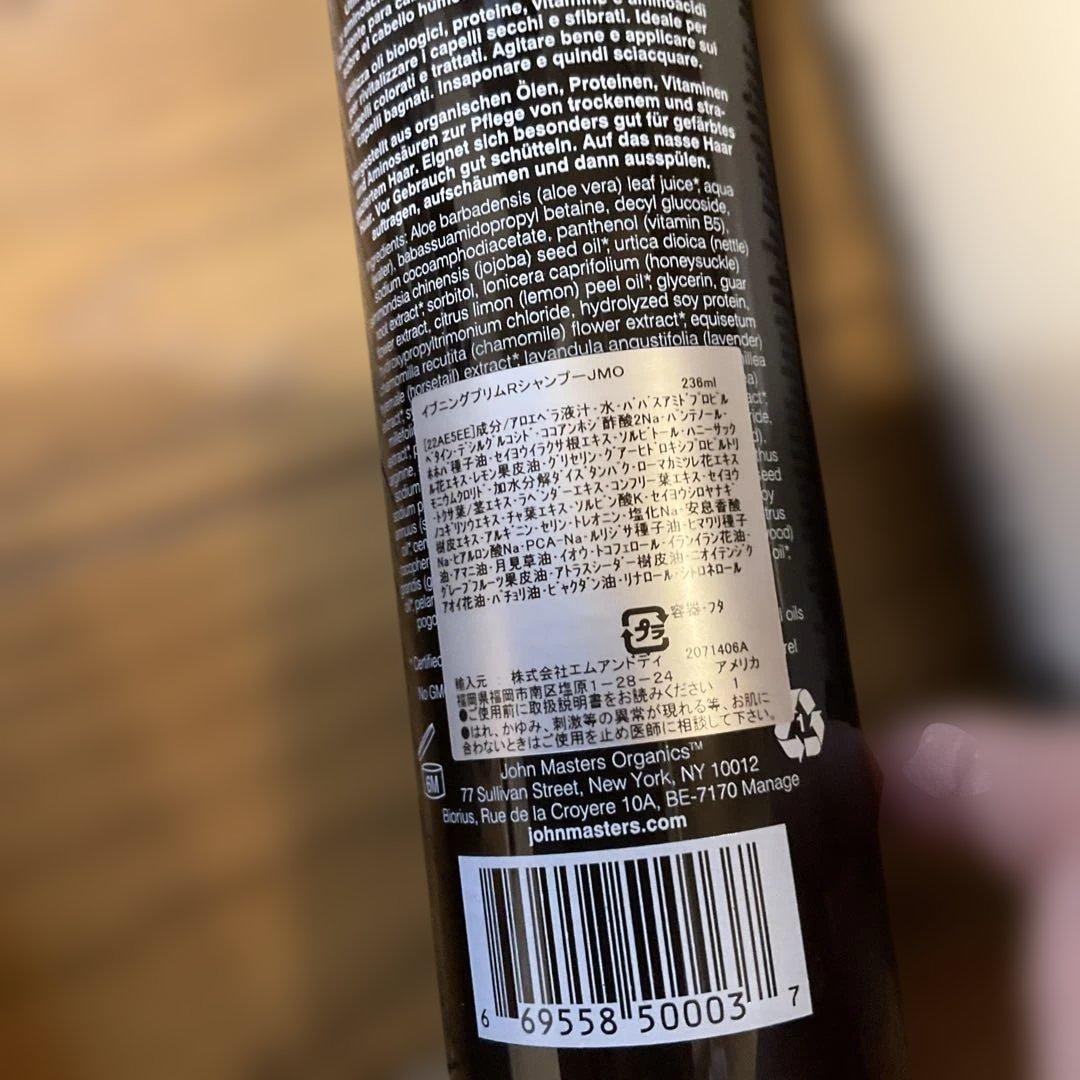 sobre el cabello
utilizza oli biologici, proteine, vitamine e aminoacidi
per rivitalizzare i capelli secchi e sfibrati. Ideale per
capelli colorati e trattati. Agitare bene e applicare sui
capelli bagnati. Insaponare e quindi sciacquare.
aus organischen Ölen, Proteinen, Vitaminen
Aminosäuren zur Pflege von trockenem und stra-
Haar. Eignet sich besonders gut für gefärbtes
Haar. Vor Gebrauch gut schütteln. Auf das nasse Haar
auftragen, aufschäumen und dann ausspülen.
Ingredients: Aloe barbadensis (aloe vera) leaf juice*, aqua
(water), babassuamidopropyl betaine, decyl glucoside,
sodium cocoamphodiacetate, panthenol (vitamin B5),
simmondsia chinensis (jojoba) seed oil*, urtica dioica (nettle)
root extract*, sorbitol, lonicera caprifolium (honeysuckle)
flower extract, citrus limon (lemon) peel oil*, glycerin, guar
hydroxypropyltrimonium chloride, hydrolyzed soy protein,
chamomilla recutita (chamomile) flower extract*, equisetum
(horsetail) extract*, lavandula angustifolia (lavender)
イブニングプリムRシャンプーJMO
236ml
[22AE5EE]成分/アロエベラ液汁・水・ババスアミドプロピル
ベタイン・デシルグルコシド・ココアンホジ酢酸2Na・パンテノール・
ホホバ種子油・セイヨウイラクサ根エキス・ソルビトール・ハニーサック
ル花エキス・レモン果皮油・グリセリン・グアーヒドロキシプロピルトリ
モニウムクロリド・加水分解ダイズタンパク・ローマカミツレ花エキス
・トクサ葉/茎エキス・ラベンダーエキス・コンフリー葉エキス・セイヨウ
ノコギリソウエキス・チャ葉エキス・ソルビン酸K・セイヨウシロヤナギ
樹皮エキス・アルギニン・セリン・トレオニン・塩化Na・安息香酸
Na・ヒアルロン酸Na・PCA-Na・ルリジサ種子油・ヒマワリ種子
油・アマニ油・月見草油・イオウ・トコフェロール・イランイラン花油・
グレープフルーツ果皮油・アトラスシーダー樹皮油・ニオイテンジク
アオイ花油・パチョリ油・ビャクダン油・リナロール・シトロネロール
プラ
容器・フタ
2071406A
輸入元 : 株式会社エムアンドディ アメリカ
福岡県福岡市南区塩原1-28-24
●ご使用前に取扱説明書をお読みください 1
●はれ、かゆみ、刺激等の異常が現れる等、お肌に
合わないときはご使用を止め医師に相談して下さい。
Certified
oils
6M
1
John Masters Organics™
77 Sullivan Street, New York, NY 10012
Biorius, Rue de la Croyere 10A, BE-7170 Manage
johnmasters.com
6 69558 50003 7